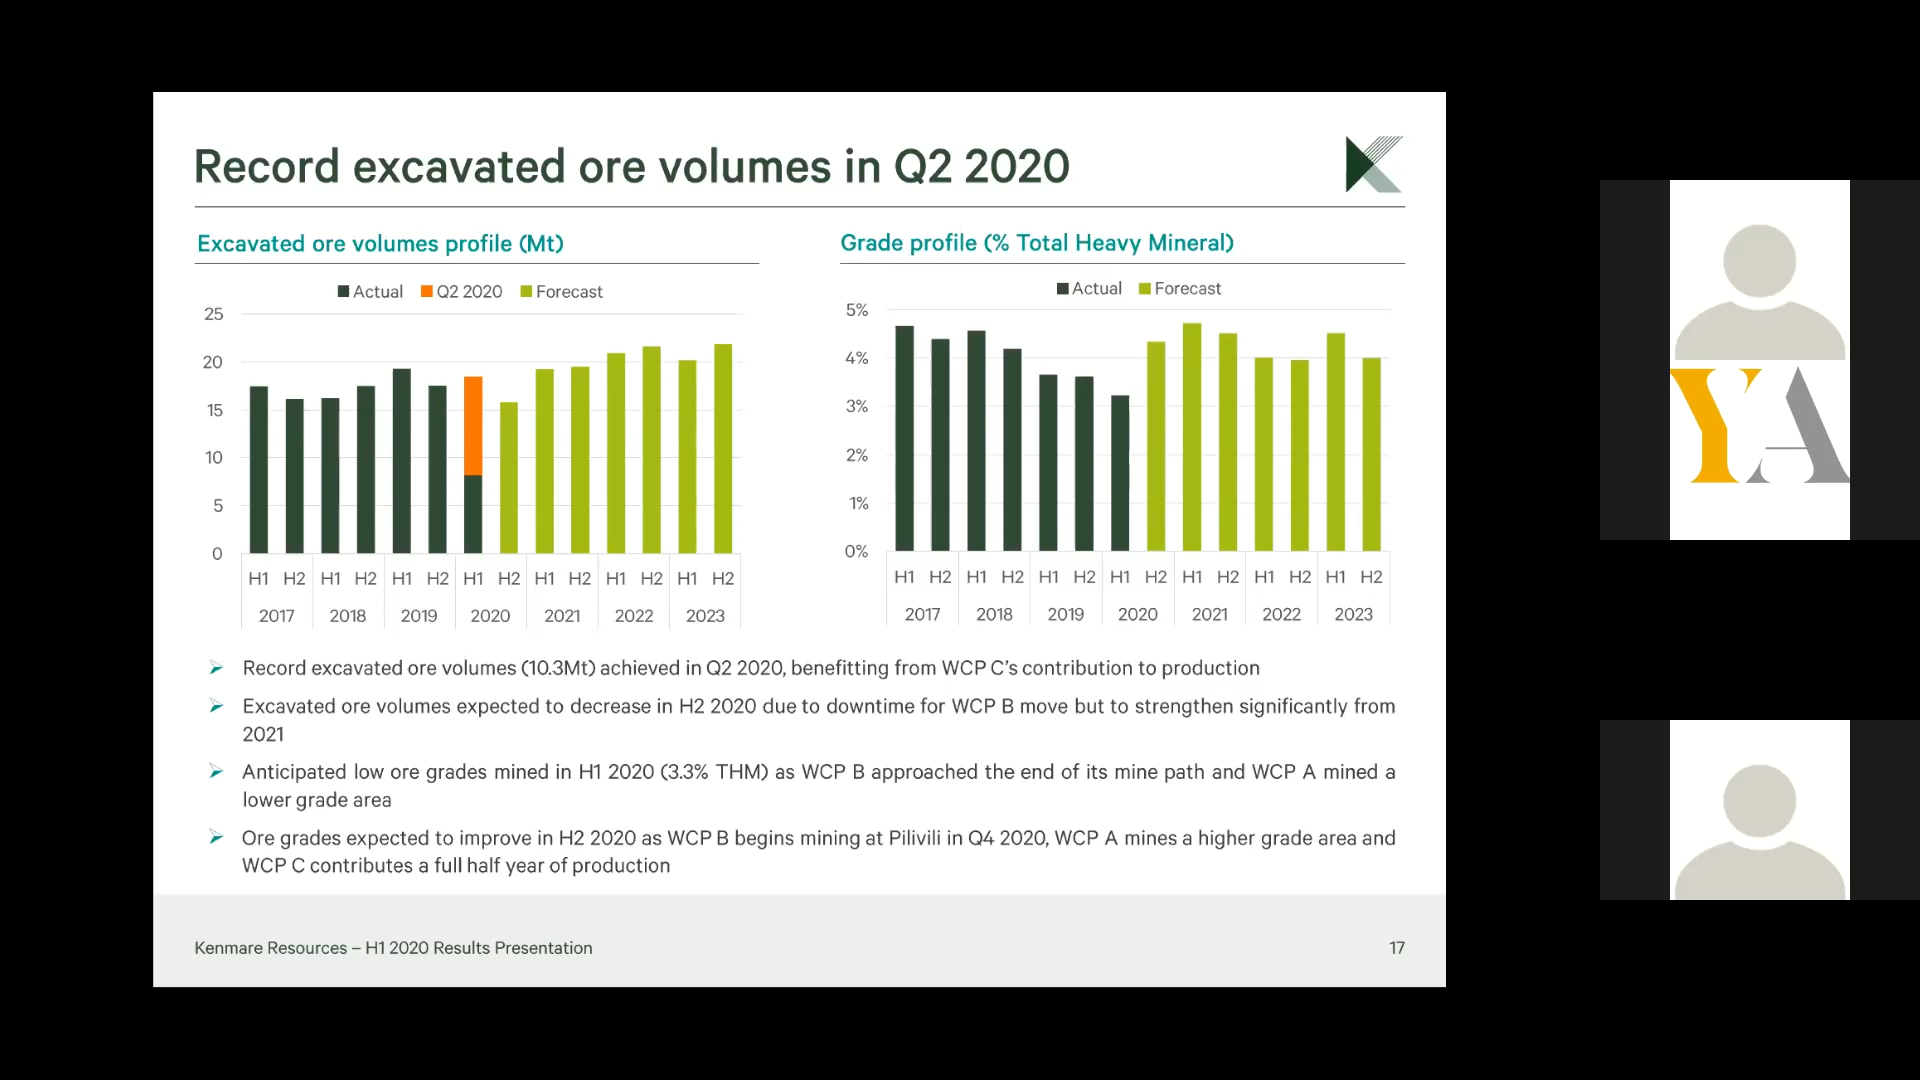 Record excavated ore volumes in Q2 2020
Excavated ore volumes profile (Mt)
Actual Q2 2020 Forecast
25
20
15
10
5
0
H1 H2 H1 H2 H1 H2 H1 H2 H1 H2 H1 H2 H1 H2
2017 2018 2019 2020 2021 2022 2023
Grade profile (% Total Heavy Mineral)
Actual Forecast
5%
4%
3%
2%
1%
0%
H1 H2 H1 H2 H1 H2 H1 H2 H1 H2 H1 H2 H1 H2
2017 2018 2019 2020 2021 2022 2023
Record excavated ore volumes (10.3Mt) achieved in Q2 2020, benefitting from WCP C's contribution to production
Excavated ore volumes expected to decrease in H2 2020 due to downtime for WCP B move but to strengthen significantly from
2021
Anticipated low ore grades mined in H1 2020 (3.3% THM) as WCP B approached the end of its mine path and WCP A mined a
lower grade area
Ore grades expected to improve in H2 2020 as WCP B begins mining at Pilivili in Q4 2020, WCP A mines a higher grade area and
WCP C contributes a full half year of production
Kenmare Resources – H1 2020 Results Presentation
17
YA